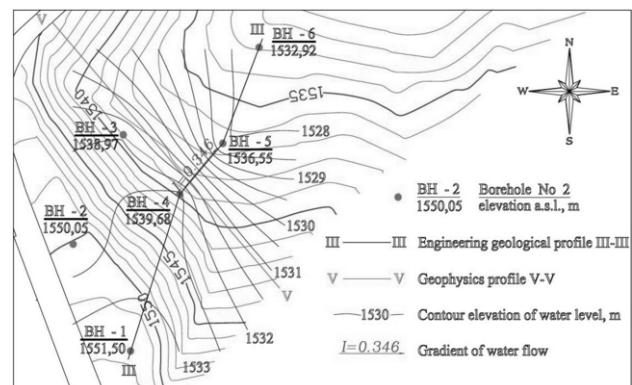 V
III
BH - 6
1532,92
N
W
E
S
1540
1535
BH - 3
1538,97
BH - 5
1536,55
1528
I=0.346
1529
BH - 4
1539,68
BH - 2
1550,05
1530
1545
1531
V
1550
1532
BH - 1
1551,50
III
1533
BH - 2 Borehole No 2
1550,05 elevation a.s.l., m
III III Engineering geological profile III-III
V V Geophysics profile V-V
1530 Contour elevation of water level, m
I=0.346 Gradient of water flow